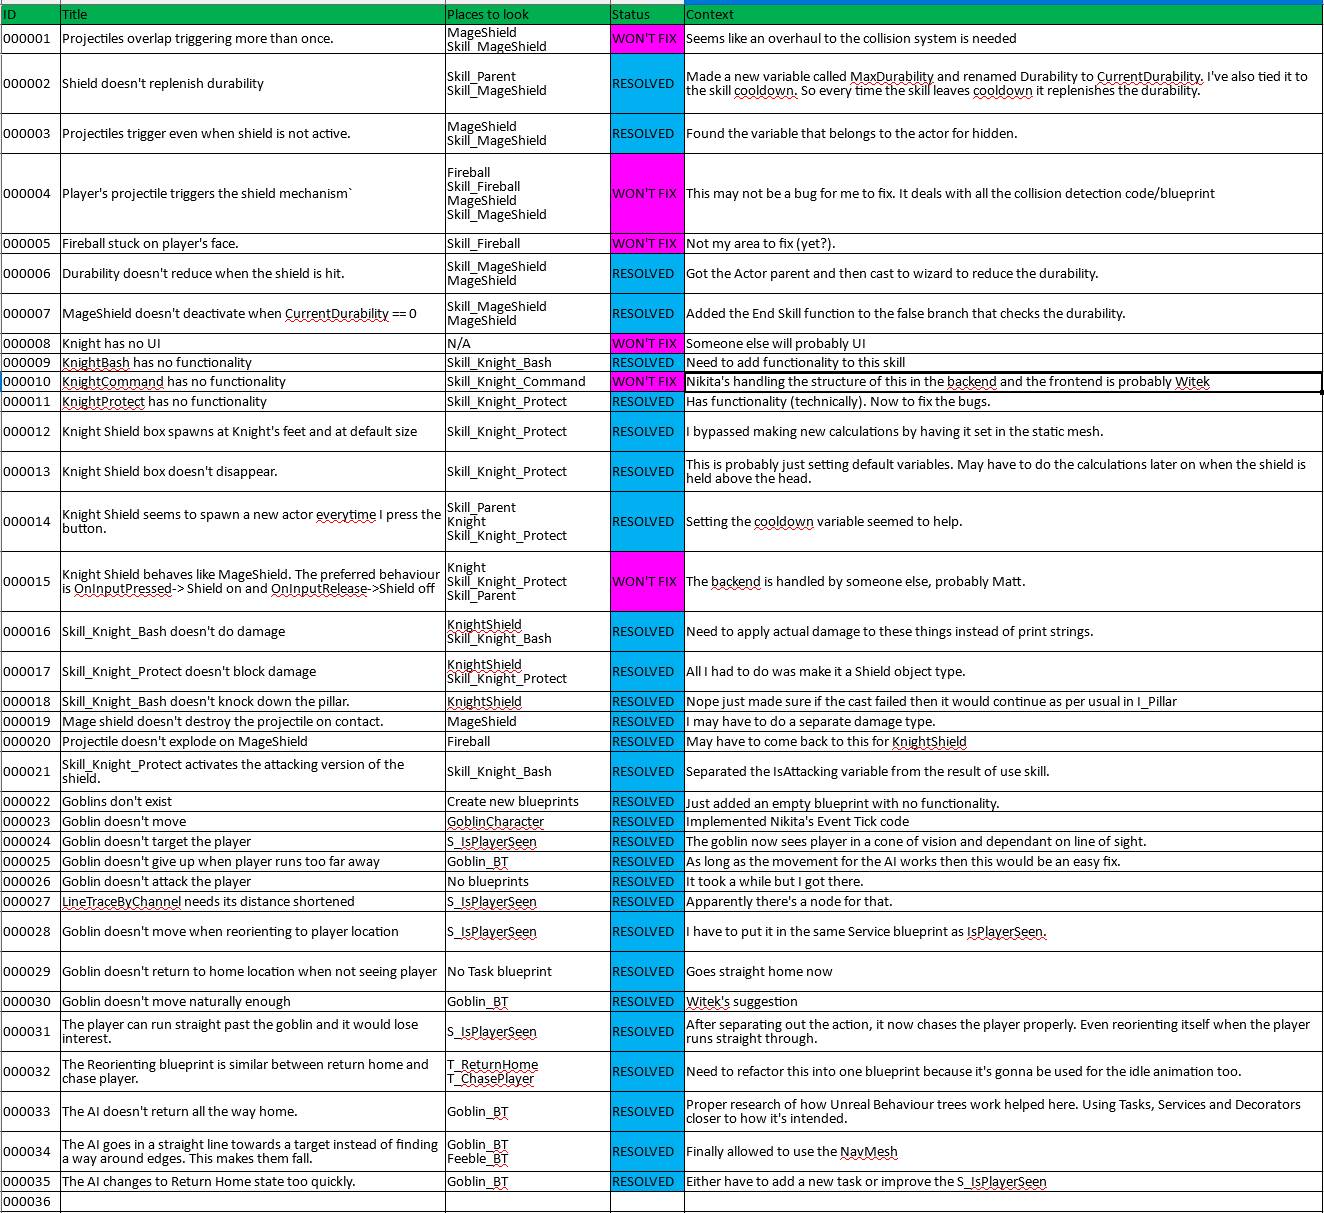 ID Title Places to look Status Context
000001 Projectiles overlap triggering more than once. MageShield
Skill_MageShield WON'T FIX Seems like an overhaul to the collision system is needed
000002 Shield doesn't replenish durability Skill_Parent
Skill_MageShield RESOLVED Made a new variable called MaxDurability and renamed Durability to CurrentDurability. I've also tied it to
the skill cooldown. So every time the skill leaves cooldown it replenishes the durability.
000003 Projectiles trigger even when shield is not active. MageShield
Skill_MageShield RESOLVED Found the variable that belongs to the actor for hidden.
000004 Player's projectile triggers the shield mechanism` Fireball
Skill_Fireball
MageShield
Skill_MageShield WON'T FIX This may not be a bug for me to fix. It deals with all the collision detection code/blueprint
000005 Fireball stuck on player's face. Skill_Fireball WON'T FIX Not my area to fix (yet?).
000006 Durability doesn't reduce when the shield is hit. Skill_MageShield
MageShield RESOLVED Got the Actor parent and then cast to wizard to reduce the durability.
000007 MageShield doesn't deactivate when CurrentDurability == 0 Skill_MageShield
MageShield RESOLVED Added the End Skill function to the false branch that checks the durability.
000008 Knight has no UI N/A WON'T FIX Someone else will probably UI
000009 KnightBash has no functionality Skill_Knight_Bash RESOLVED Need to add functionality to this skill
000010 KnightCommand has no functionality Skill_Knight_Command WON'T FIX Nikita's handling the structure of this in the backend and the frontend is probably Witek
000011 KnightProtect has no functionality Skill_Knight_Protect RESOLVED Has functionality (technically). Now to fix the bugs.
000012 Knight Shield box spawns at Knight's feet and at default size Skill_Knight_Protect RESOLVED I bypassed making new calculations by having it set in the static mesh.
000013 Knight Shield box doesn't disappear. Skill_Knight_Protect RESOLVED This is probably just setting default variables. May have to do the calculations later on when the shield is
held above the head.
000014 Knight Shield seems to spawn a new actor everytime I press the
button. Skill_Parent
Knight
Skill_Knight_Protect RESOLVED Setting the cooldown variable seemed to help.
000015 Knight Shield behaves like MageShield. The preferred behaviour
is OnInputPressed-> Shield on and OnInputRelease->Shield off Knight
Skill_Knight_Protect
Skill_Parent WON'T FIX The backend is handled by someone else, probably Matt.
000016 Skill_Knight_Bash doesn't do damage KnightShield
Skill_Knight_Bash RESOLVED Need to apply actual damage to these things instead of print strings.
000017 Skill_Knight_Protect doesn't block damage KnightShield
Skill_Knight_Protect RESOLVED All I had to do was make it a Shield object type.
000018 Skill_Knight_Bash doesn't knock down the pillar. KnightShield RESOLVED Nope just made sure if the cast failed then it would continue as per usual in I_Pillar
000019 Mage shield doesn't destroy the projectile on contact. MageShield RESOLVED I may have to do a separate damage type.
000020 Projectile doesn't explode on MageShield Fireball RESOLVED May have to come back to this for KnightShield
000021 Skill_Knight_Protect activates the attacking version of the
shield. Skill_Knight_Bash RESOLVED Separated the IsAttacking variable from the result of use skill.
000022 Goblins don't exist Create new blueprints RESOLVED Just added an empty blueprint with no functionality.
000023 Goblin doesn't move GoblinCharacter RESOLVED Implemented Nikita's Event Tick code
000024 Goblin doesn't target the player S_IsPlayerSeen RESOLVED The goblin now sees player in a cone of vision and dependant on line of sight.
000025 Goblin doesn't give up when player runs too far away Goblin_BT RESOLVED As long as the movement for the AI works then this would be an easy fix.
000026 Goblin doesn't attack the player No blueprints RESOLVED It took a while but I got there.
000027 LineTraceByChannel needs its distance shortened S_IsPlayerSeen RESOLVED Apparently there's a node for that.
000028 Goblin doesn't move when reorienting to player location S_IsPlayerSeen RESOLVED I have to put it in the same Service blueprint as IsPlayerSeen.
000029 Goblin doesn't return to home location when not seeing player No Task blueprint RESOLVED Goes straight home now
000030 Goblin doesn't move naturally enough Goblin_BT RESOLVED Witek's suggestion
000031 The player can run straight past the goblin and it would lose
interest. S_IsPlayerSeen RESOLVED After separating out the action, it now chases the player properly. Even reorienting itself when the player
runs straight through.
000032 The Reorienting blueprint is similar between return home and
chase player. T_ReturnHome
T_ChasePlayer RESOLVED Need to refactor this into one blueprint because it's gonna be used for the idle animation too.
000033 The AI doesn't return all the way home. Goblin_BT RESOLVED Proper research of how Unreal Behaviour trees work helped here. Using Tasks, Services and Decorators
closer to how it's intended.
000034 The AI goes in a straight line towards a target instead of finding
a way around edges. This makes them fall. Goblin_BT
Feeble_BT RESOLVED Finally allowed to use the NavMesh
000035 The AI changes to Return Home state too quickly. Goblin_BT RESOLVED Either have to add a new task or improve the S_IsPlayerSeen
000036